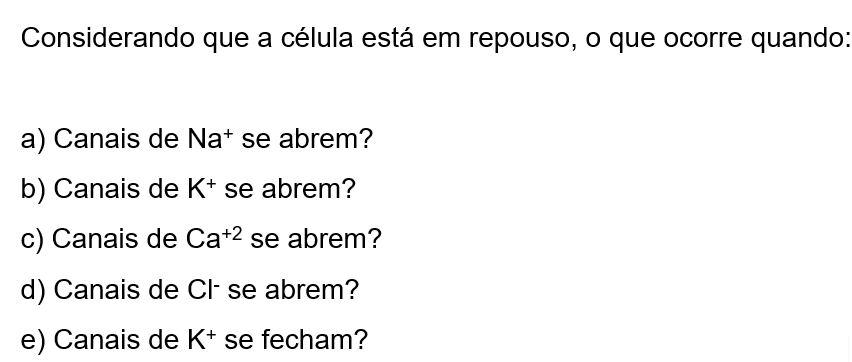 Considerando que a célula está em repouso, o que ocorre quando:
a) Canais de Na⁺ se abrem?
b) Canais de K⁺ se abrem?
c) Canais de Ca⁺² se abrem?
d) Canais de Cl⁻ se abrem?
e) Canais de K⁺ se fecham?